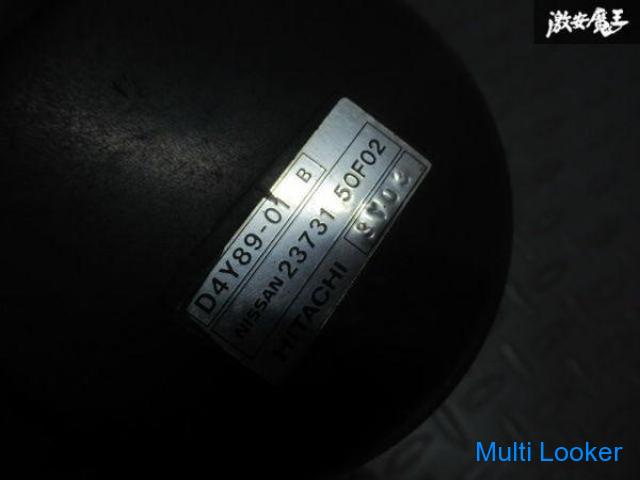 激安魔王
D4Y89-01 B
NISSAN 23731 50F02
HITACHI
Multi Looker